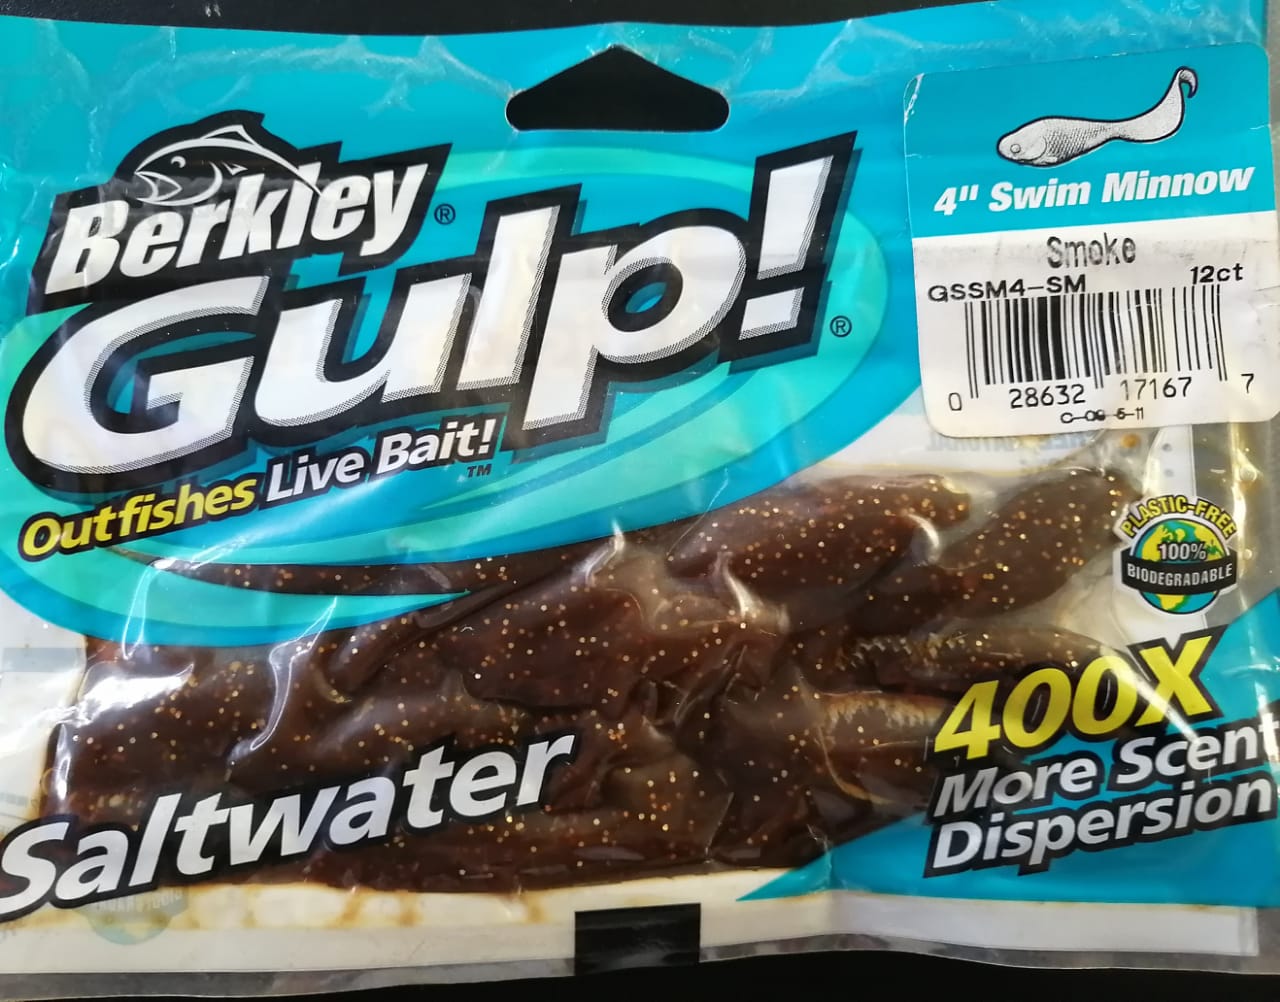 Berkley®
Gulp!®
Outfishes Live Bait!™
4" Swim Minnow
Smoke
GSSM4-SM 12ct
0 28632 17167 7
PLASTIC-FREE
100%
BIODEGRADABLE
400X
More Scent
Dispersion
Saltwater